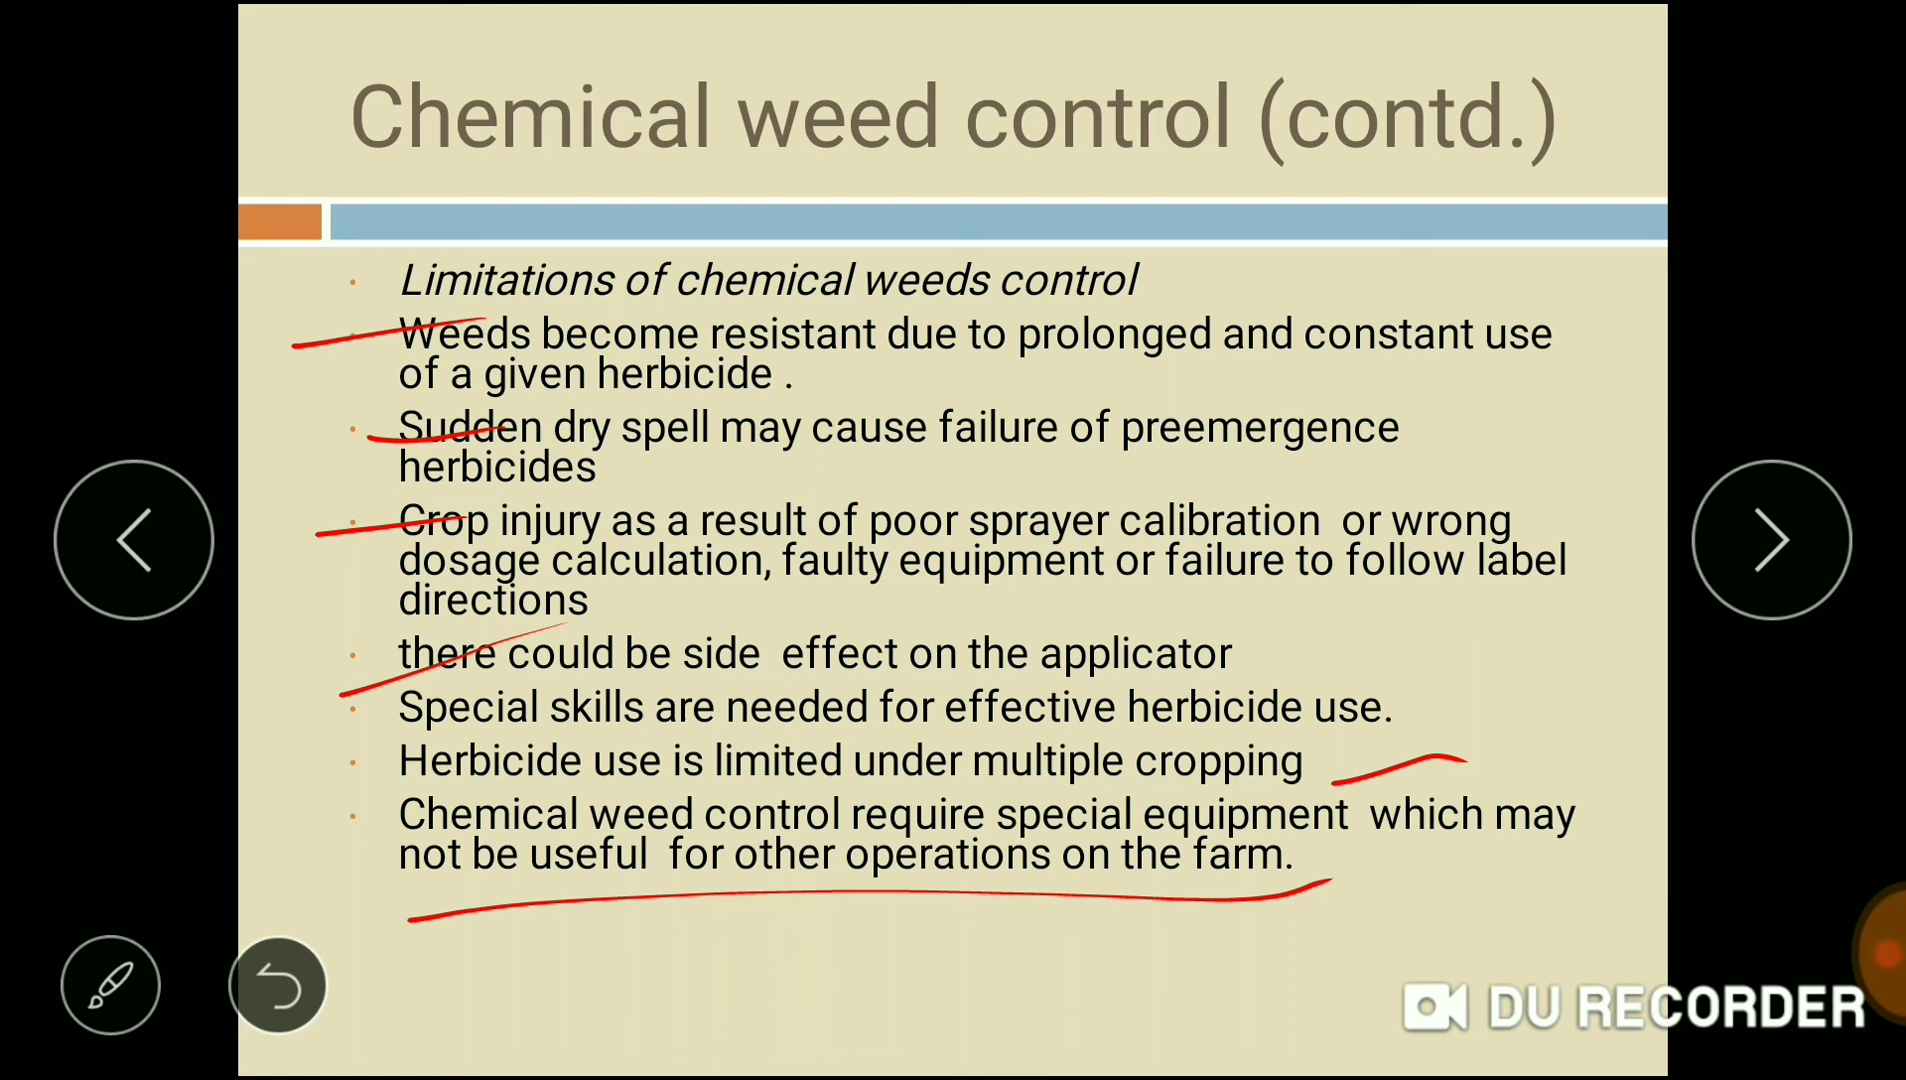 Chemical weed control (contd.)
• Limitations of chemical weeds control
• Weeds become resistant due to prolonged and constant use
of a given herbicide .
• Sudden dry spell may cause failure of preemergence
herbicides
• Crop injury as a result of poor sprayer calibration  or wrong
dosage calculation, faulty equipment or failure to follow label
directions
• there could be side  effect on the applicator
• Special skills are needed for effective herbicide use.
• Herbicide use is limited under multiple cropping
• Chemical weed control require special equipment  which may
not be useful  for other operations on the farm.
DU RECORDER